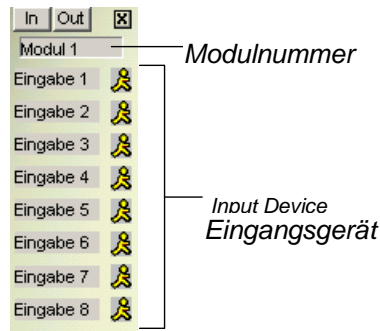 In Out X
Modul 1
Modulnummer
Eingabe 1
Eingabe 2
Eingabe 3
Eingabe 4
Eingabe 5
Eingabe 6
Eingabe 7
Eingabe 8
Input Device
Eingangsgerät